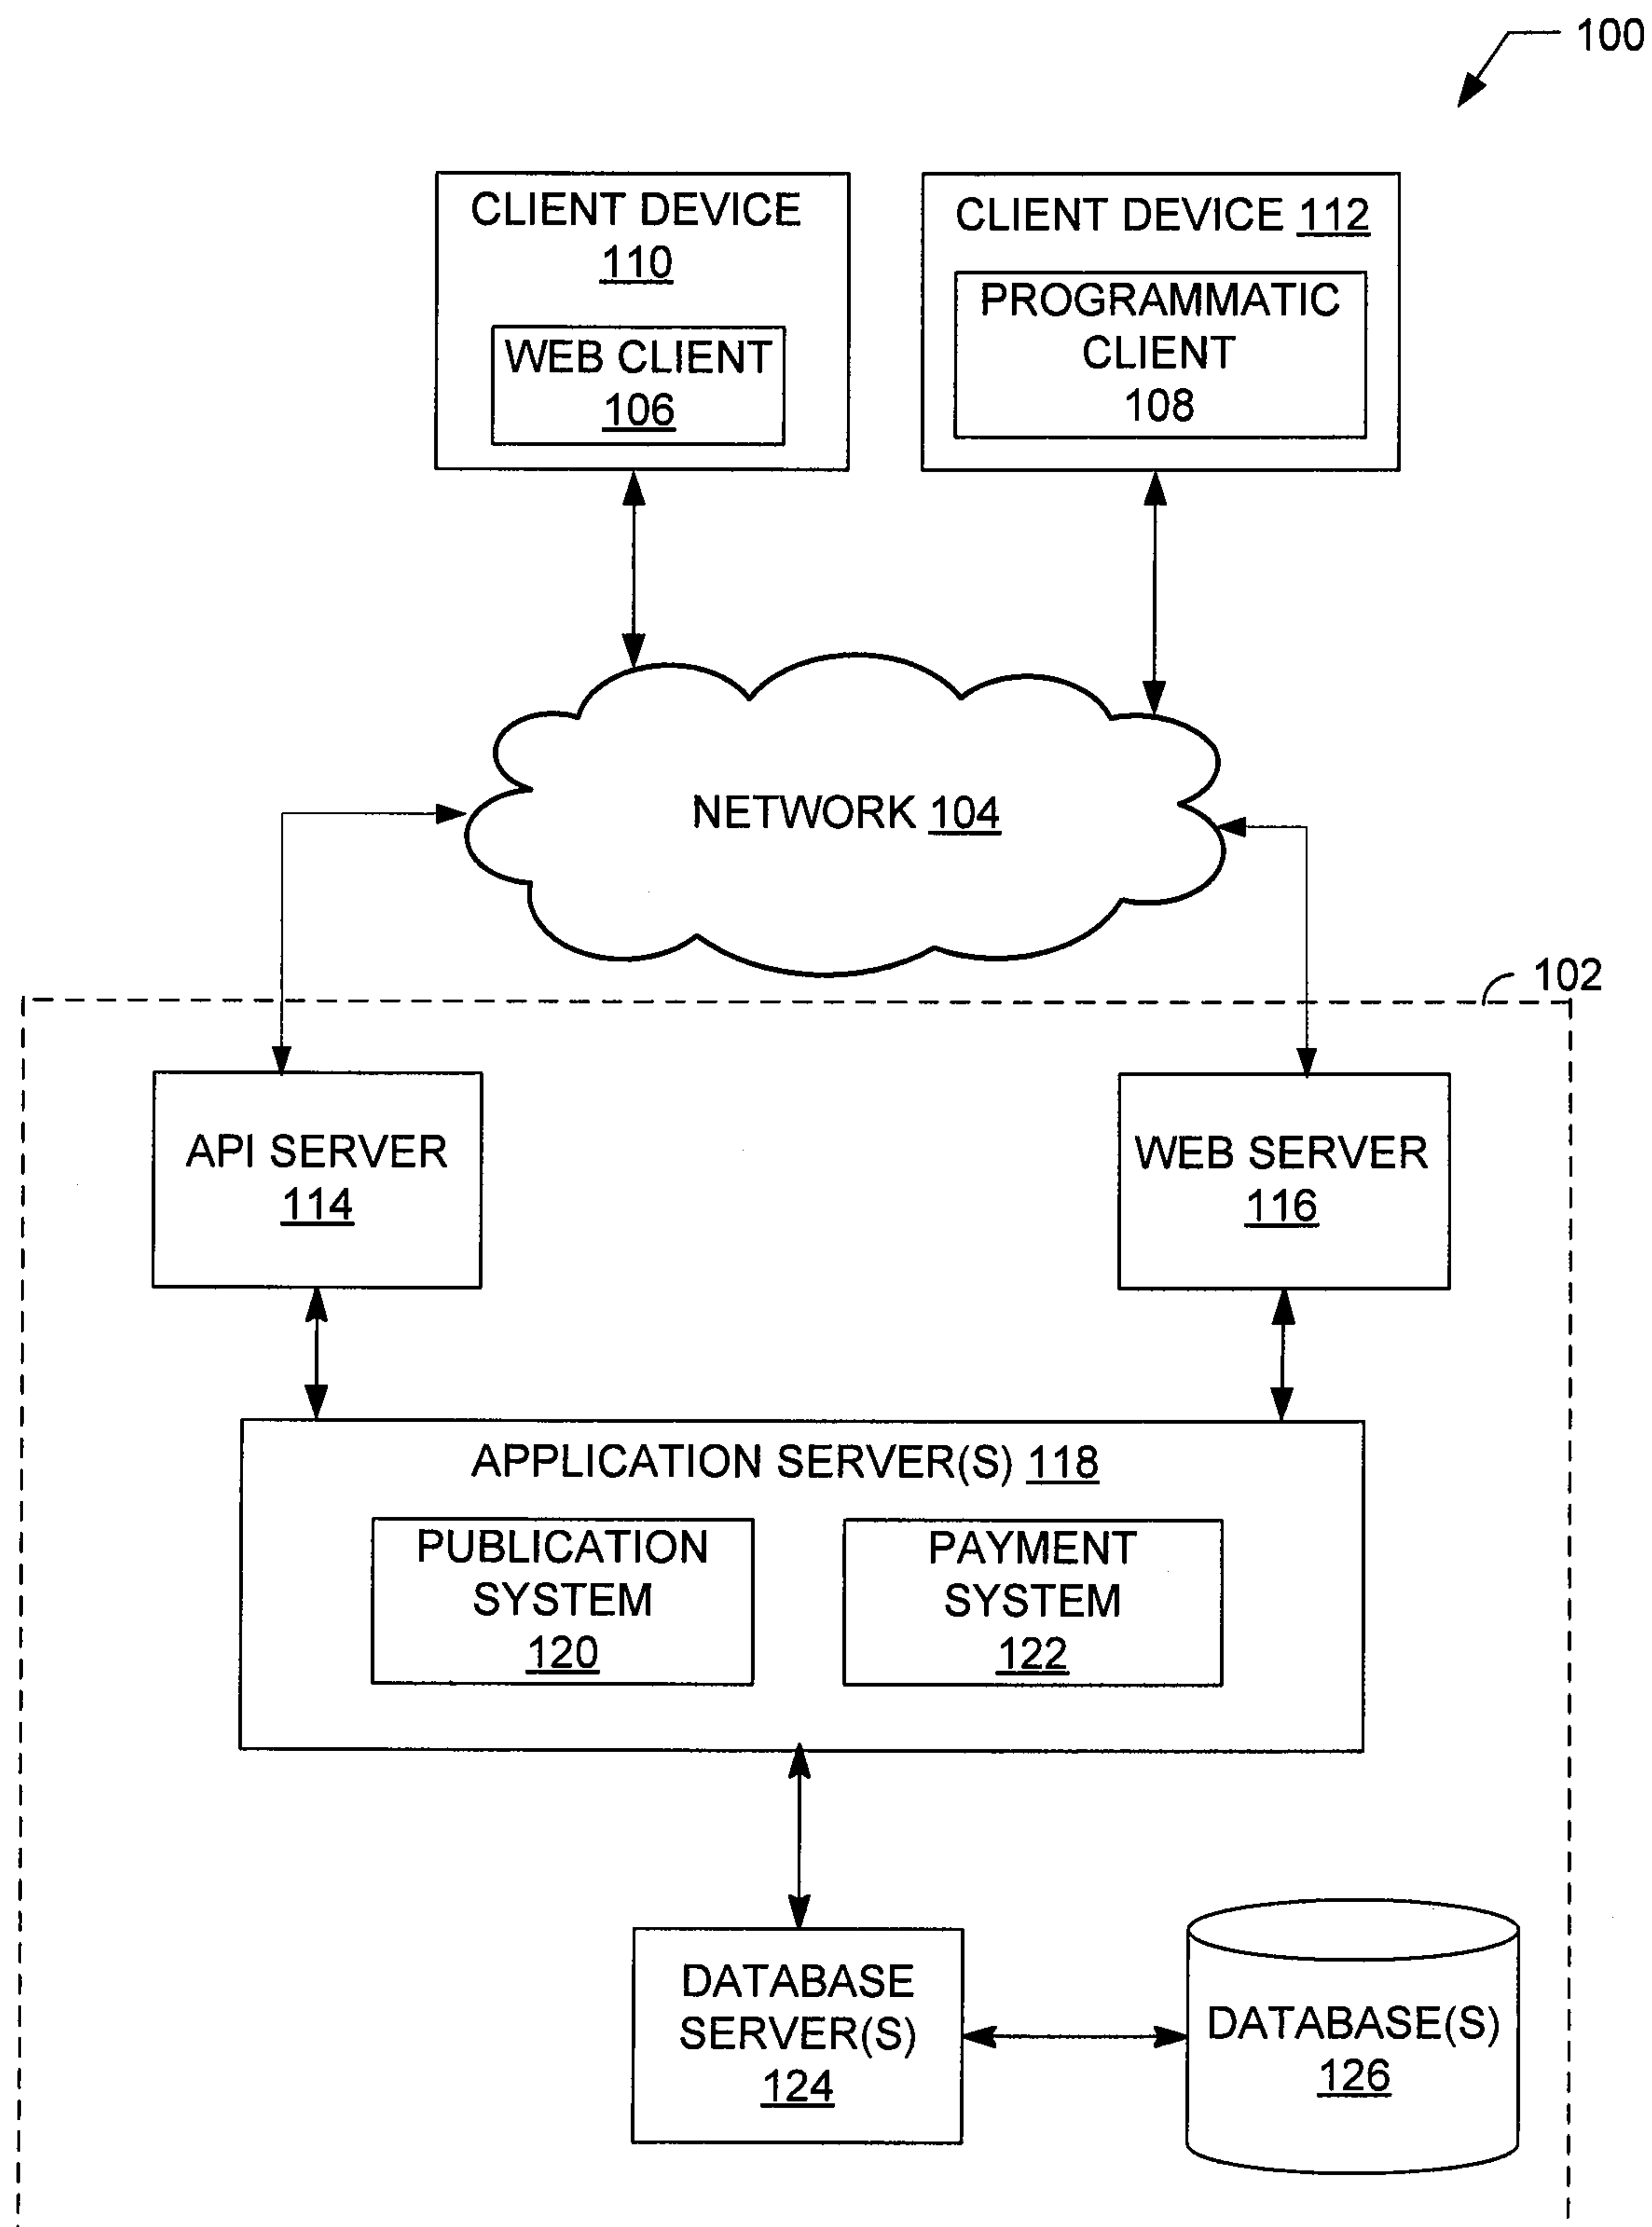 100
CLIENT DEVICE
110
WEB CLIENT
106
CLIENT DEVICE 112
PROGRAMMATIC
CLIENT
108
NETWORK 104
102
API SERVER
114
WEB SERVER
116
APPLICATION SERVER(S) 118
PUBLICATION
SYSTEM
120
PAYMENT
SYSTEM
122
DATABASE
SERVER(S)
124
DATABASE(S)
126